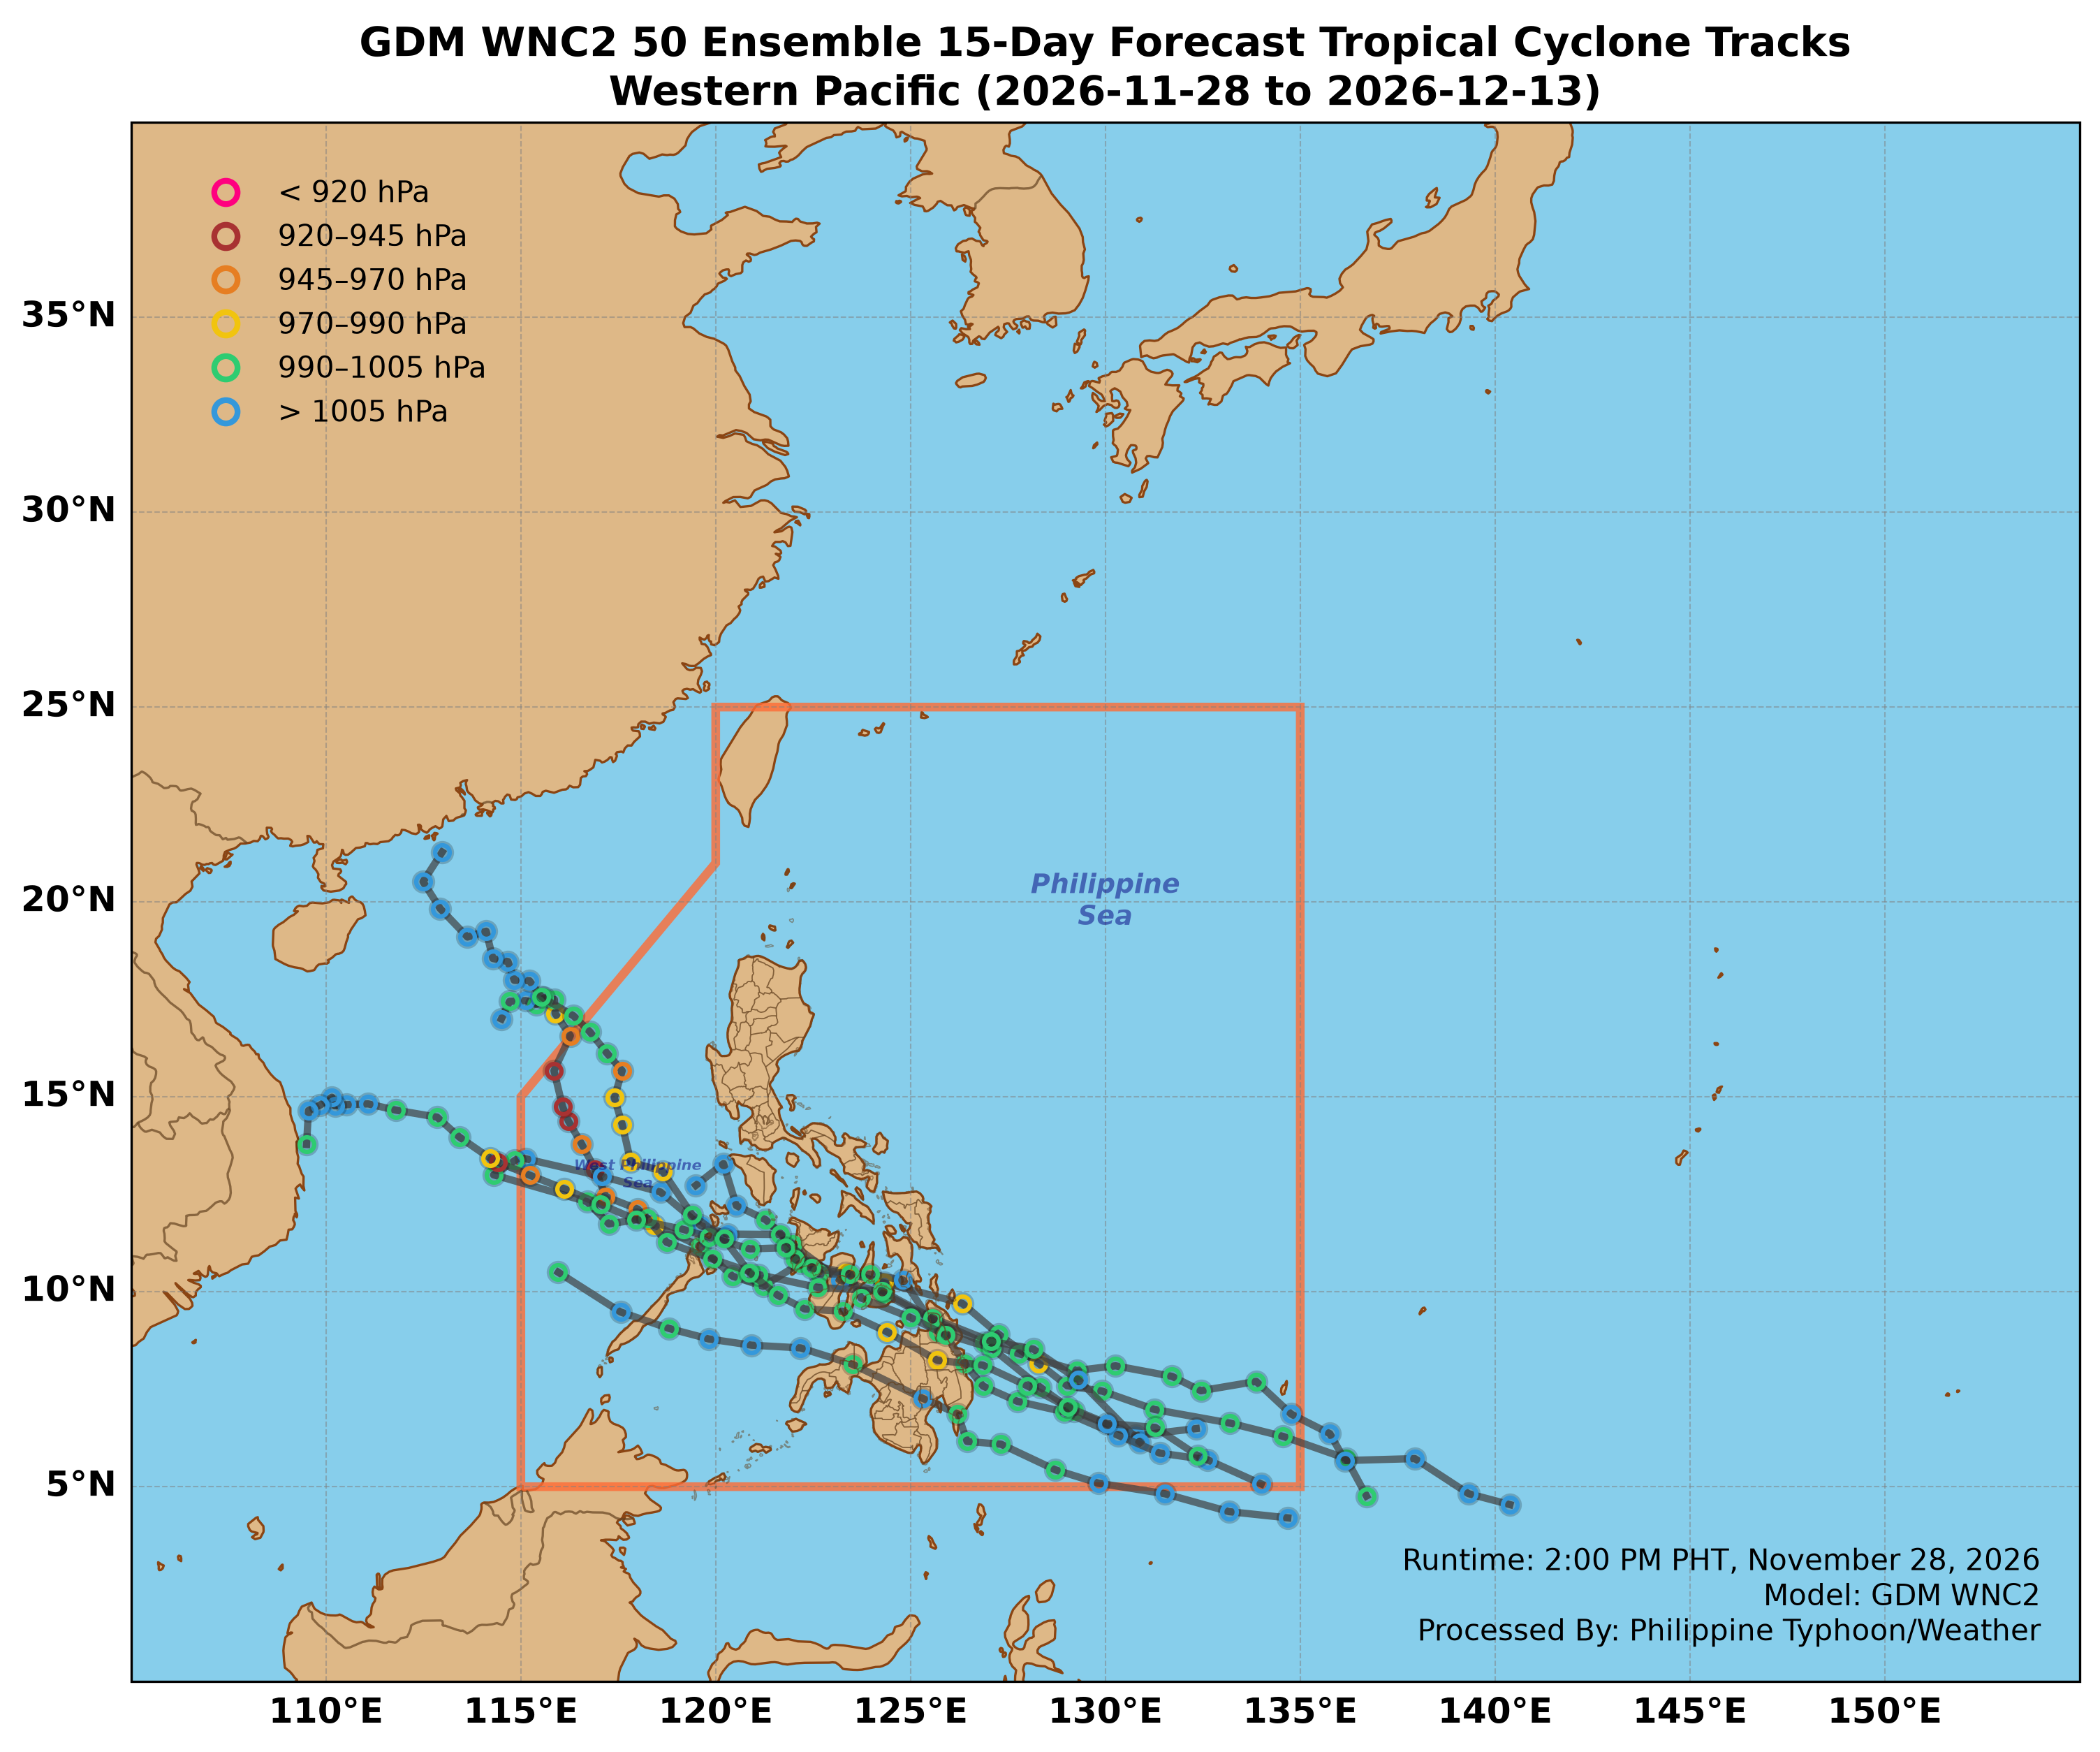 GDM WNC2 50 Ensemble 15-Day Forecast Tropical Cyclone Tracks
Western Pacific (2026-11-28 to 2026-12-13)
< 920 hPa
920–945 hPa
945–970 hPa
970–990 hPa
990–1005 hPa
> 1005 hPa
35°N
30°N
25°N
20°N
15°N
10°N
5°N
Philippine
Sea
West Philippine
Sea
Runtime: 2:00 PM PHT, November 28, 2026
Model: GDM WNC2
Processed By: Philippine Typhoon/Weather
110°E 115°E 120°E 125°E 130°E 135°E 140°E 145°E 150°E